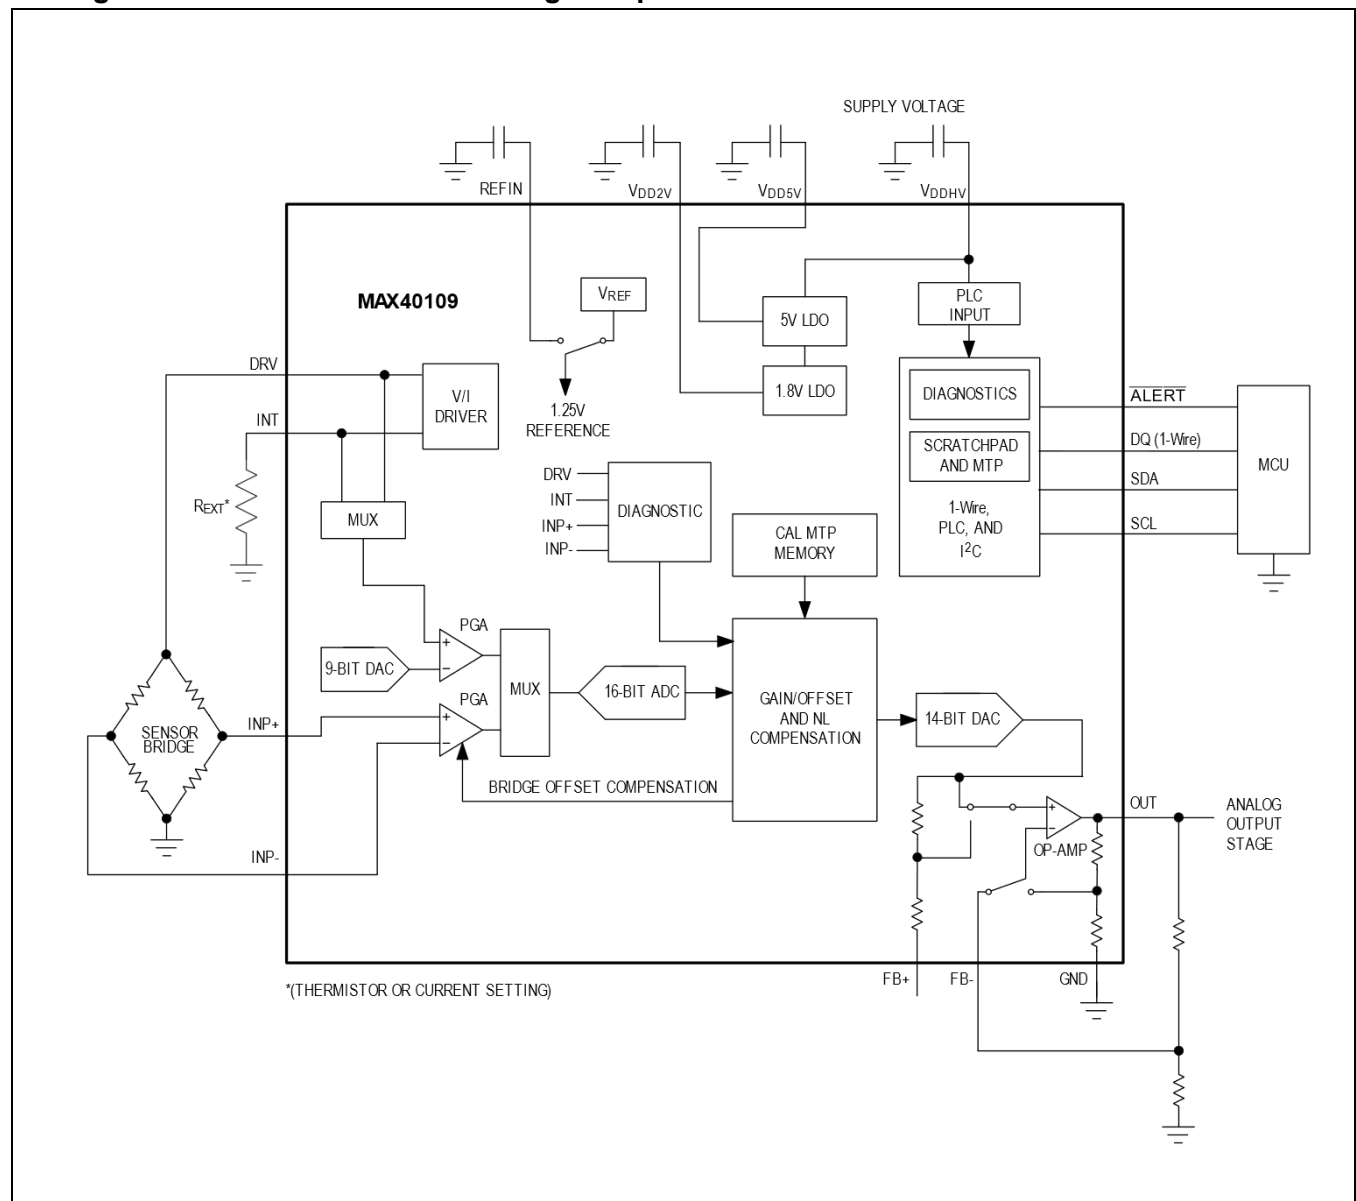 SUPPLY VOLTAGE
REFIN
VDD2V
VDD5V
VDDHV
MAX40109
VREF
5V LDO
PLC
INPUT
DRV
V/I
DRIVER
1.8V LDO
DIAGNOSTICS
ALERT
1.25V
REFERENCE
INT
SCRATCHPAD
AND MTP
DQ (1-Wire)
MCU
REXT*
MUX
DRV
INT
INP+
INP-
DIAGNOSTIC
SDA
1-Wire,
PLC, AND
I2C
SCL
CAL MTP
MEMORY
PGA
9-BIT DAC
MUX
16-BIT ADC
PGA
GAIN/OFFSET
AND NL
COMPENSATION
14-BIT DAC
SENSOR
BRIDGE
INP+
BRIDGE OFFSET COMPENSATION
OUT
ANALOG
OUTPUT
STAGE
OP-AMP
INP-
FB+
FB-
GND
*(THERMISTOR OR CURRENT SETTING)